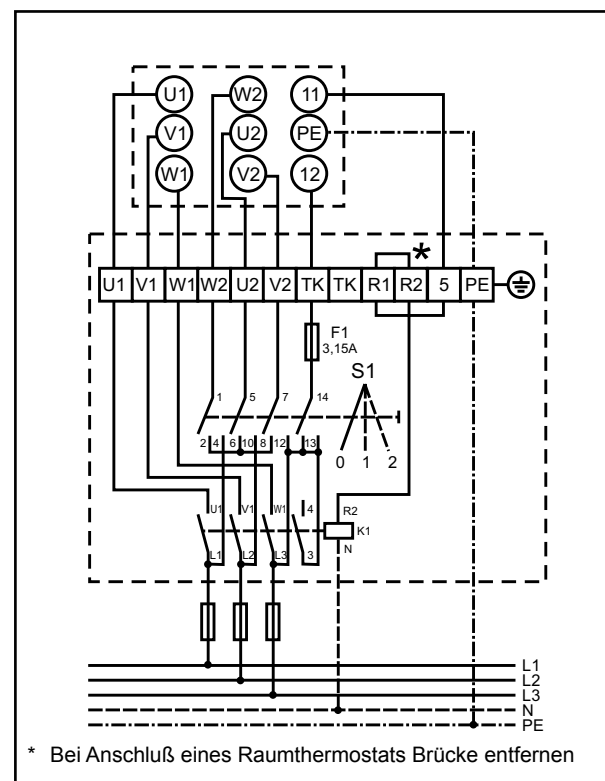 U1 W2 11
V1 U2 PE
W1 V2 12
*
U1 V1 W1 W2 U2 V2 TK TK R1 R2 5 PE
F1
3,15A
S1
1 5 7 14
2 4 6 10 8 12 13
0 1 2
U1 V1 W1 4 R2
K1
L1 L2 L3 3 N
L1
L2
L3
N
PE
* Bei Anschluß eines Raumthermostats Brücke entfernen